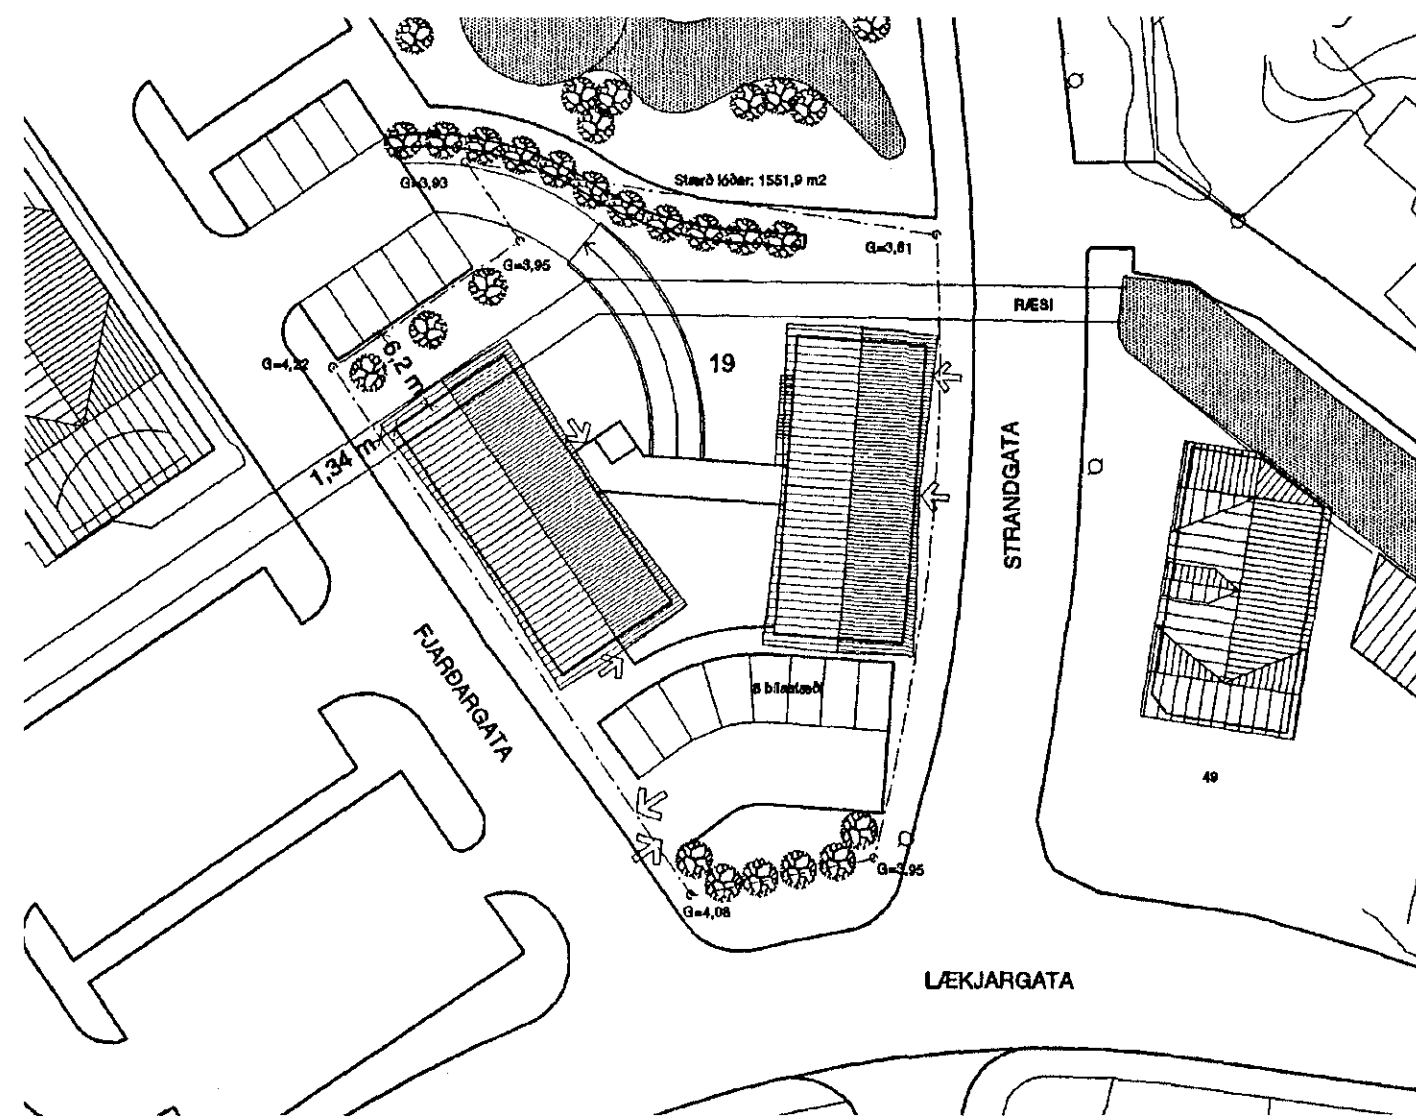 Stærð lóðar: 1551,9 m2
G=3,93
G=3,61
G=3,95
RÆSI
G=4,22
6,2 m
19
1,34 m
STRANDGATA
FJARÐARGATA
8 bílastæði
49
G=3,95
G=4,08
LÆKJARGATA